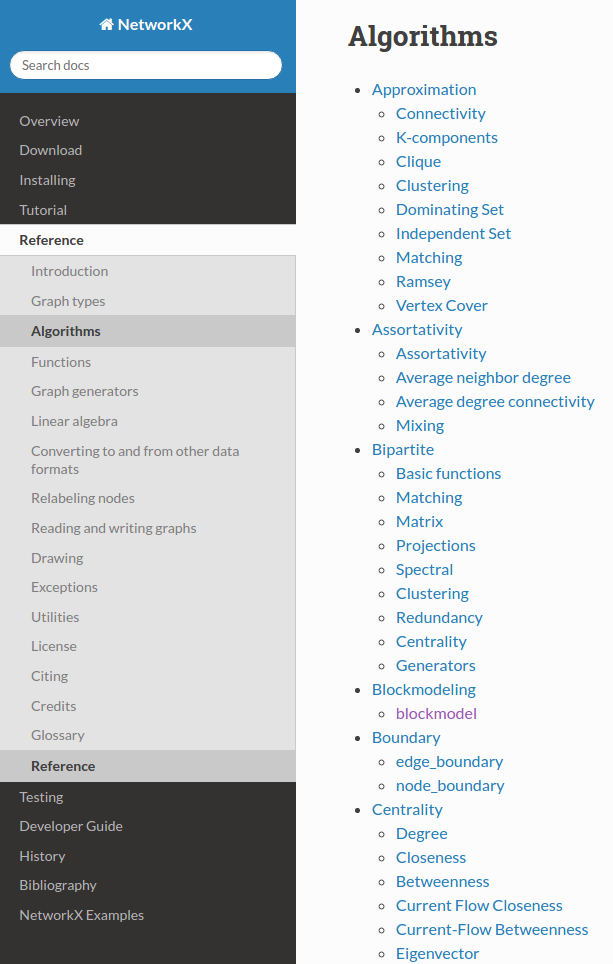 NetworkX
Search docs
Overview
Download
Installing
Tutorial
Reference
Introduction
Graph types
Algorithms
Functions
Graph generators
Linear algebra
Converting to and from other data
formats
Relabeling nodes
Reading and writing graphs
Drawing
Exceptions
Utilities
License
Citing
Credits
Glossary
Reference
Testing
Developer Guide
History
Bibliography
NetworkX Examples
Algorithms
Approximation
Connectivity
K-components
Clique
Clustering
Dominating Set
Independent Set
Matching
Ramsey
Vertex Cover
Assortativity
Assortativity
Average neighbor degree
Average degree connectivity
Mixing
Bipartite
Basic functions
Matching
Matrix
Projections
Spectral
Clustering
Redundancy
Centrality
Generators
Blockmodeling
blockmodel
Boundary
edge_boundary
node_boundary
Centrality
Degree
Closeness
Betweenness
Current Flow Closeness
Current-Flow Betweenness
Eigenvector